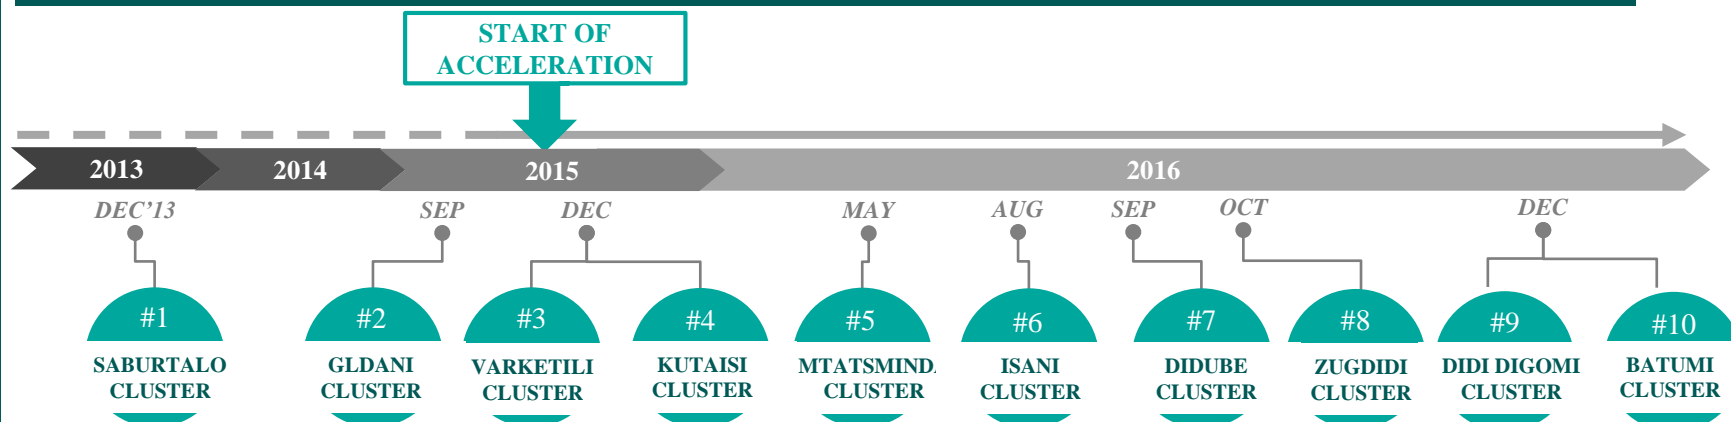 START OF
ACCELERATION
2013
2014
2015
2016
DEC’13
SEP
DEC
MAY
AUG
SEP
OCT
DEC
#1
#2
#3
#4
#5
#6
#7
#8
#9
#10
SABURTALO
CLUSTER
GLDANI
CLUSTER
VARKETILI
CLUSTER
KUTAISI
CLUSTER
MTATSMIND
CLUSTER
ISANI
CLUSTER
DIDUBE
CLUSTER
ZUGDIDI
CLUSTER
DIDI DIGOMI
CLUSTER
BATUMI
CLUSTER